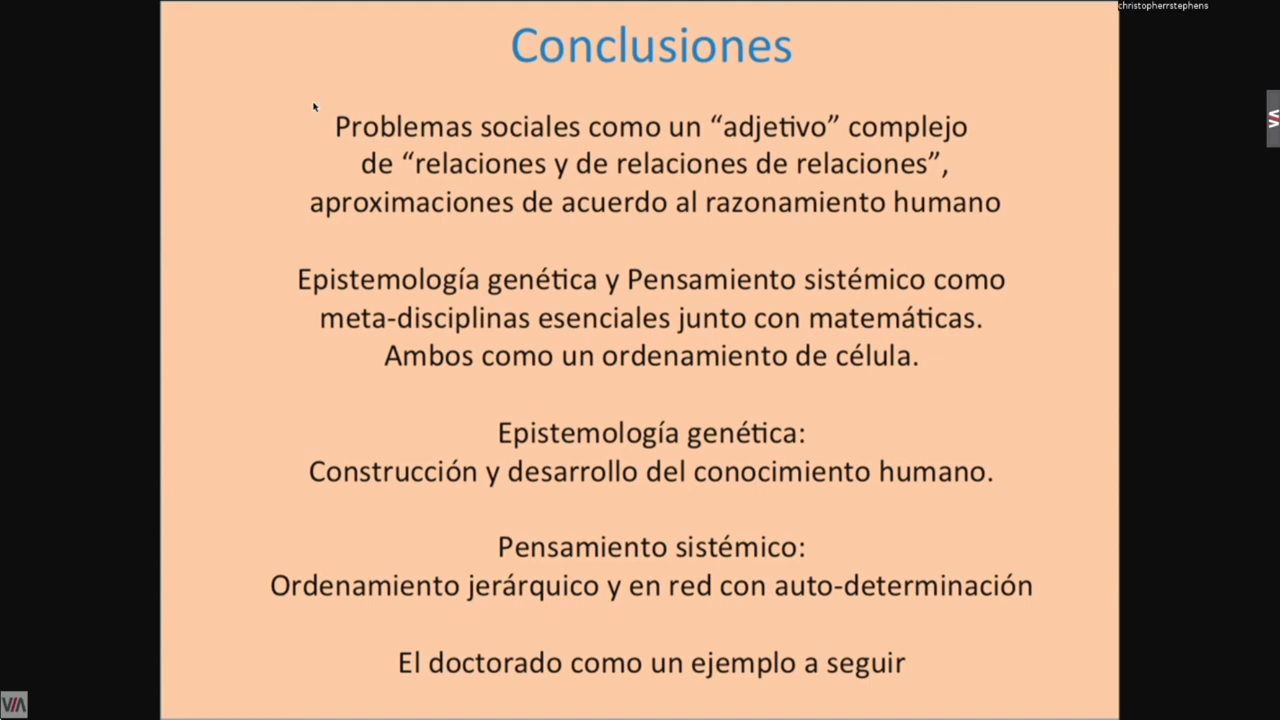 christopherrstephens
Conclusiones
Problemas sociales como un “adjetivo” complejo
de “relaciones y de relaciones de relaciones”,
aproximaciones de acuerdo al razonamiento humano
Epistemología genética y Pensamiento sistémico como
meta-disciplinas esenciales junto con matemáticas.
Ambos como un ordenamiento de célula.
Epistemología genética:
Construcción y desarrollo del conocimiento humano.
Pensamiento sistémico:
Ordenamiento jerárquico y en red con auto-determinación
El doctorado como un ejemplo a seguir
VIA